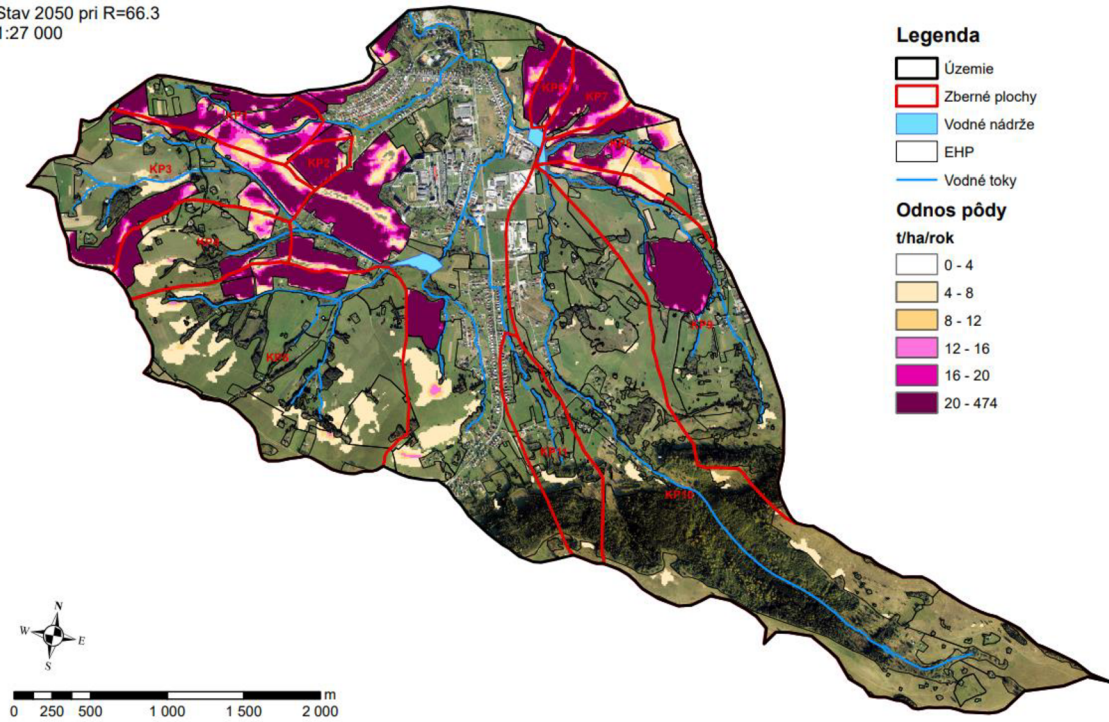 Stav 2050 pri R=66.3
1:27 000
Legenda
Územie
Zberné plochy
Vodné nádrže
EHP
Vodné toky
Odnos pôdy
t/ha/rok
0 - 4
4 - 8
8 - 12
12 - 16
16 - 20
20 - 474
KP7
KP2
KP3
KP9
KP11
KP10
N
W
E
S
m
0 250 500 1 000 1 500 2 000